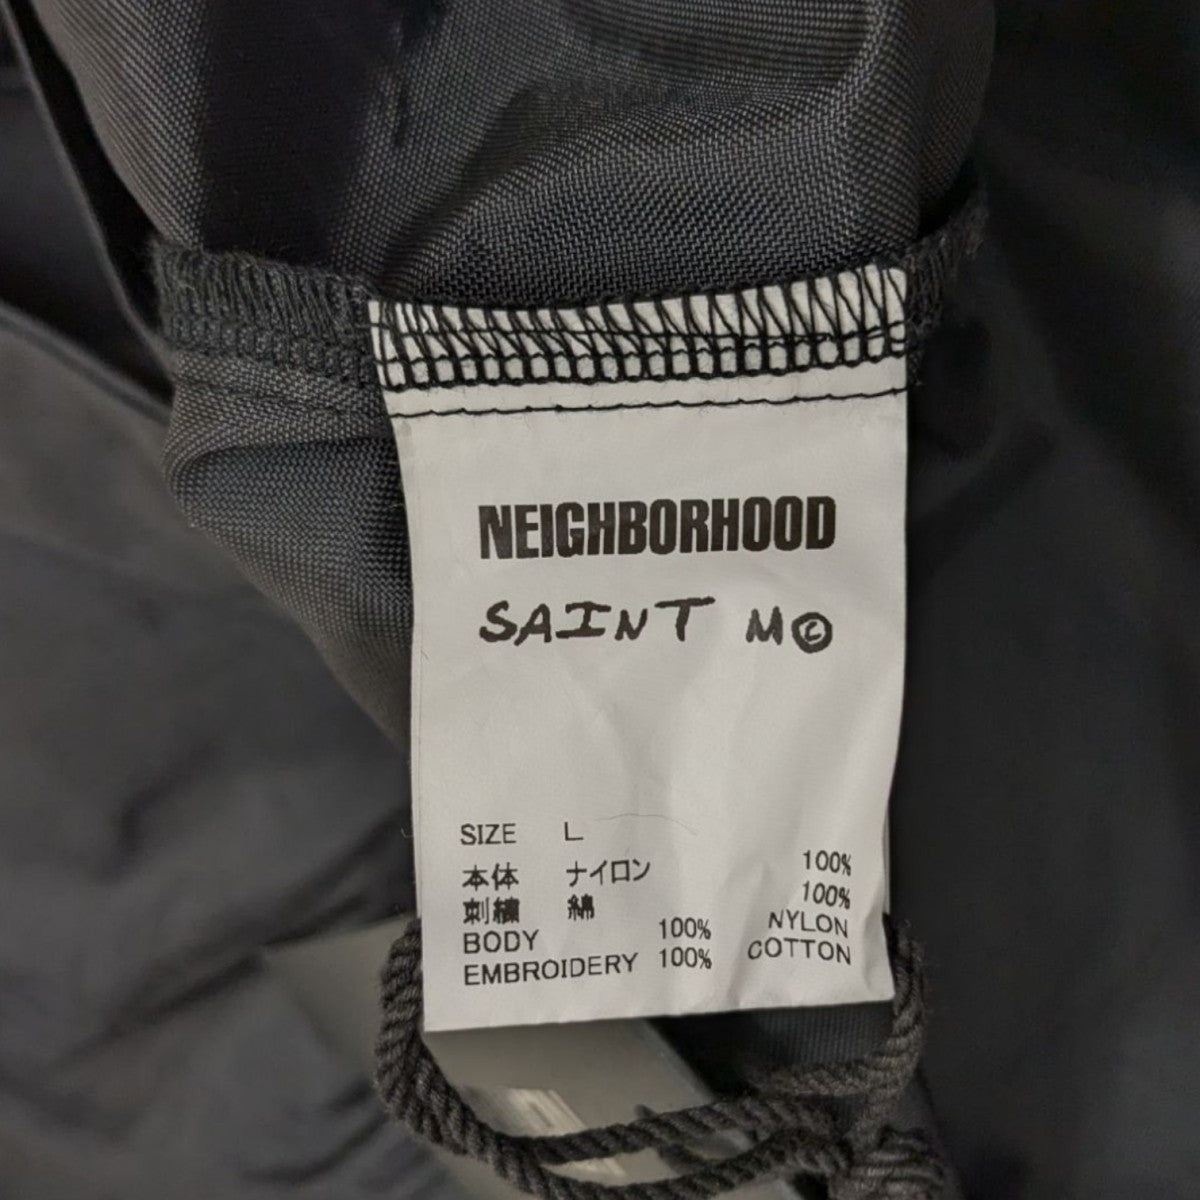 NEIGHBORHOOD
SAINT M©
SIZE L
本体 ナイロン 100%
刺繍 綿 100%
BODY 100% NYLON
EMBROIDERY 100% COTTON